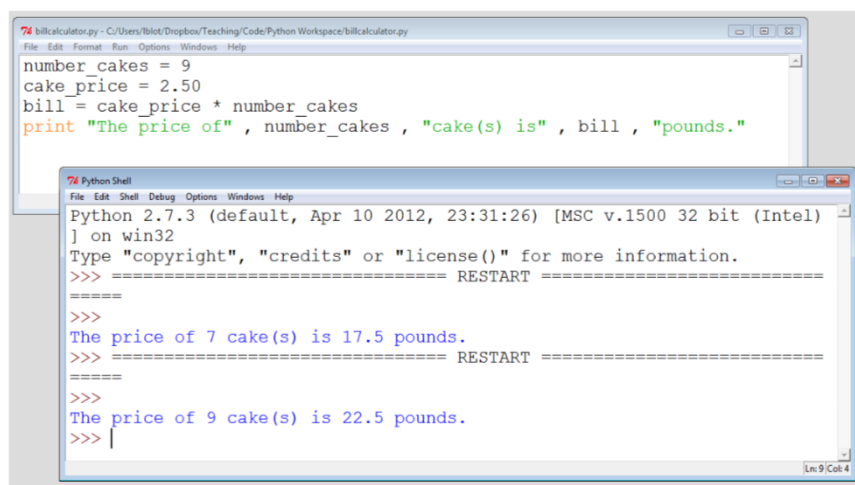 billcalculator.py - C:/Users/lblot/Dropbox/Teaching/Code/Python Workspace/billcalculator.py
File Edit Format Run Options Windows Help
number_cakes = 9
cake_price = 2.50
bill = cake_price * number_cakes
print "The price of" , number_cakes , "cake(s) is" , bill , "pounds."
Python Shell
File Edit Shell Debug Options Windows Help
Python 2.7.3 (default, Apr 10 2012, 23:31:26) [MSC v.1500 32 bit (Intel)
] on win32
Type "copyright", "credits" or "license()" for more information.
>>> ================================ RESTART ===========================
=====
>>>
The price of 7 cake(s) is 17.5 pounds.
>>> ================================ RESTART ===========================
=====
>>>
The price of 9 cake(s) is 22.5 pounds.
>>>
Ln: 9 Col: 4